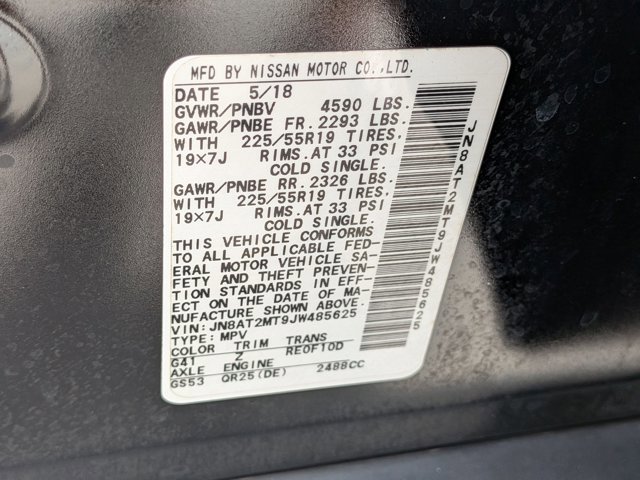 MFD BY NISSAN MOTOR CO.,LTD.
DATE 5/18
GVWR/PNBV 4590 LBS.
GAWR/PNBE FR. 2293 LBS.
WITH 225/55R19 TIRES.
19×7J RIMS. AT 33 PSI
COLD SINGLE.
GAWR/PNBE RR. 2326 LBS.
WITH 225/55R19 TIRES.
19×7J RIMS. AT 33 PSI
COLD SINGLE.
THIS VEHICLE CONFORMS
TO ALL APPLICABLE FED-
ERAL MOTOR VEHICLE SA-
FETY AND THEFT PREVEN-
TION STANDARDS IN EFF-
ECT ON THE DATE OF MA-
NUFACTURE SHOWN ABOVE.
VIN: JN8AT2MT9JW485625
TYPE: MPV
COLOR TRIM TRANS
G41 Z RE0F10D
AXLE ENGINE
GS53 QR25(DE) 2488CC
JN8AT2MT9JW485625